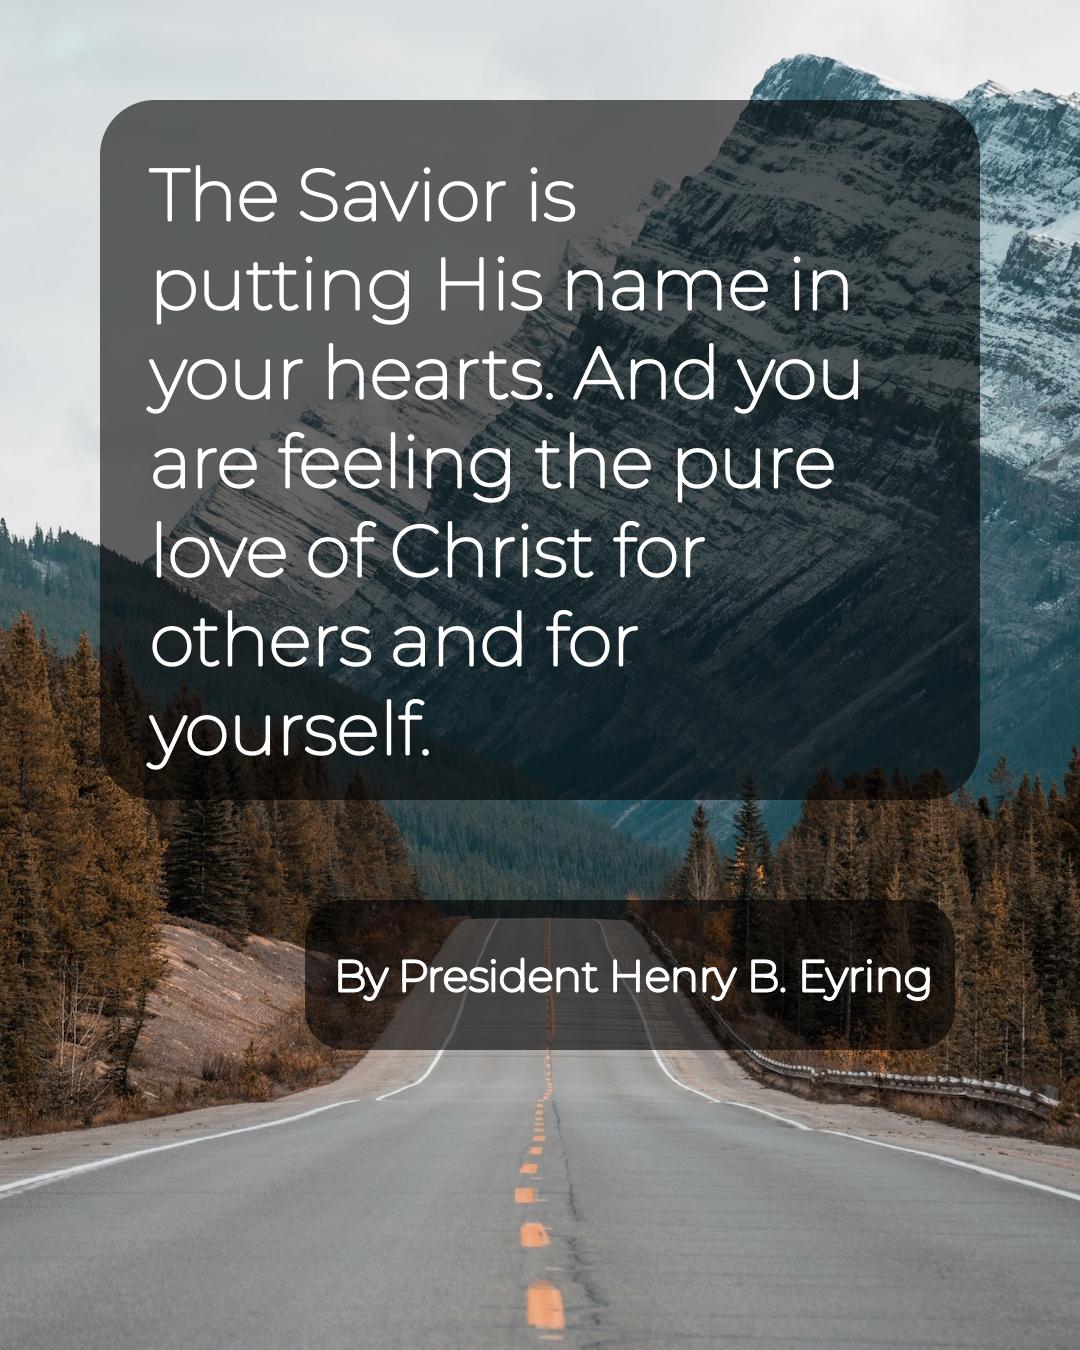 The Savior is
putting His name in
your hearts. And you
are feeling the pure
love of Christ for
others and for
yourself.
By President Henry B. Eyring